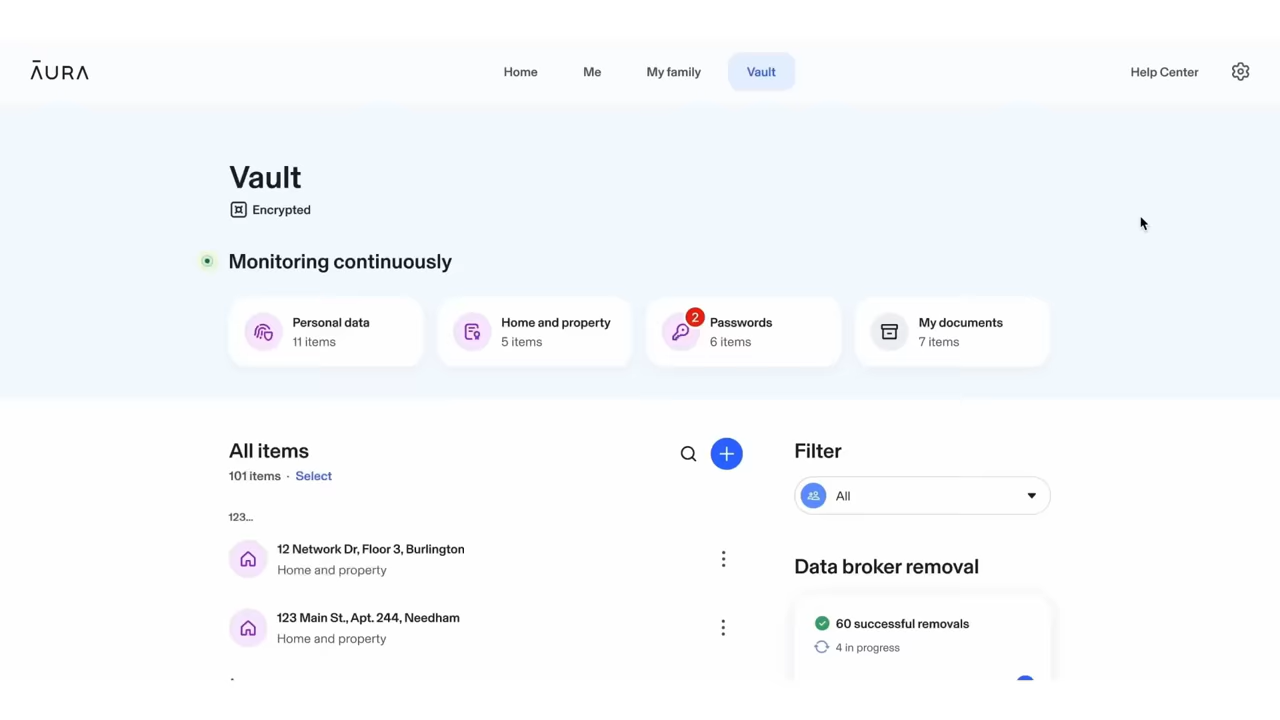 ĀURA
Home
Me
My family
Vault
Help Center
Vault
Encrypted
Monitoring continuously
Personal data
11 items
Home and property
5 items
2
Passwords
6 items
My documents
7 items
All items
101 items · Select
Filter
All
123...
12 Network Dr, Floor 3, Burlington
Home and property
Data broker removal
123 Main St., Apt. 244, Needham
Home and property
60 successful removals
4 in progress